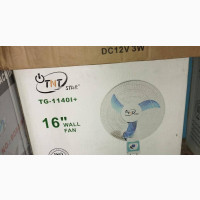 DC12V 3W
TNT
STAR
TG-1140I+
16"
WALL
FAN